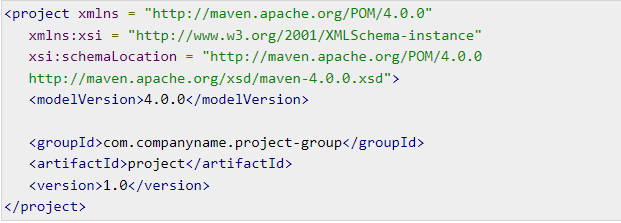 <project xmlns = "http://maven.apache.org/POM/4.0.0"
xmlns:xsi = "http://www.w3.org/2001/XMLSchema-instance"
xsi:schemaLocation = "http://maven.apache.org/POM/4.0.0
http://maven.apache.org/xsd/maven-4.0.0.xsd">
<modelVersion>4.0.0</modelVersion>
<groupId>com.companyname.project-group</groupId>
<artifactId>project</artifactId>
<version>1.0</version>
</project>